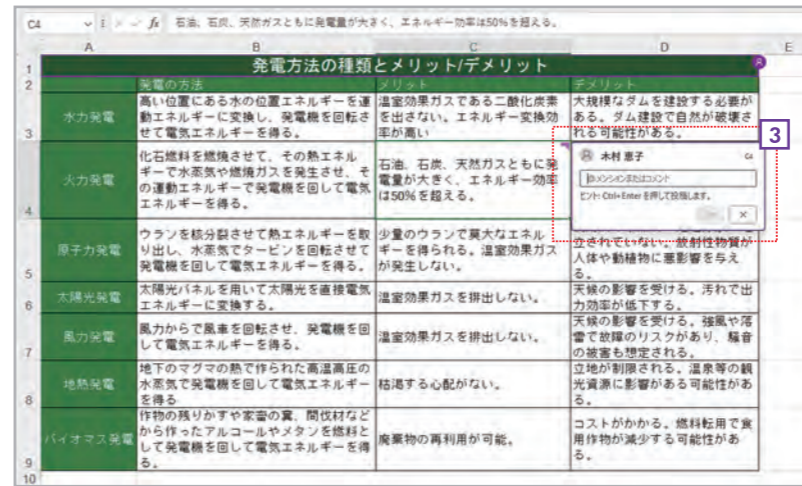 C4 fx 石油、石炭、天然ガスともに発電量が大きく、エネルギー効率は50%を超える。
A B C D E
1 発電方法の種類とメリット/デメリット
2 発電の方法 メリット デメリット
3 水力発電
高い位置にある水の位置エネルギーを運
動エネルギーに変換し、発電機を回転さ
せて電気エネルギーを得る。
温室効果ガスである二酸化炭素
を出さない。エネルギー変換効
率が高い
大規模なダムを建設する必要が
ある。ダム建設で自然が破壊さ
れる可能性がある。
3
4 火力発電
化石燃料を燃焼させて、その熱エネル
ギーで水蒸気や燃焼ガスを発生させ、そ
の運動エネルギーで発電機を回して電気
エネルギーを得る。
石油、石炭、天然ガスともに発
電量が大きく、エネルギー効率
は50%を超える。
木村 恵子 C4
@メンションまたはコメント
ヒント: Ctrl+Enter を押して投稿します。
5 原子力発電
ウランを核分裂させて熱エネルギーを取
り出し、水蒸気でタービンを回転させて
発電機を回して電気エネルギーを得る。
少量のウランで莫大なエネル
ギーを得られる。温室効果ガス
が発生しない。
立されていない。放射性物質が
人体や動植物に悪影響を与え
る。
6 太陽光発電
太陽光パネルを用いて太陽光を直接電気
エネルギーに変換する。
温室効果ガスを排出しない。
天候の影響を受ける。汚れで出
力効率が低下する。
7 風力発電
風力からで風車を回転させ、発電機を回
して電気エネルギーを得る。
温室効果ガスを排出しない。
天候の影響を受ける。強風や落
雷で故障のリスクがあり、騒音
の被害も想定される。
8 地熱発電
地下のマグマの熱で作られた高温高圧の
水蒸気で発電機を回して電気エネルギー
を得る
枯渇する心配がない。
立地が制限される。温泉等の観
光資源に影響がある可能性があ
る。
9 バイオマス発電
作物の残りかすや家畜の糞、間伐材など
から作ったアルコールやメタンを燃料と
して発電機を回して電気エネルギーを得
る。
廃棄物の再利用が可能。
コストがかかる。燃料転用で食
用作物が減少する可能性があ
る。
10